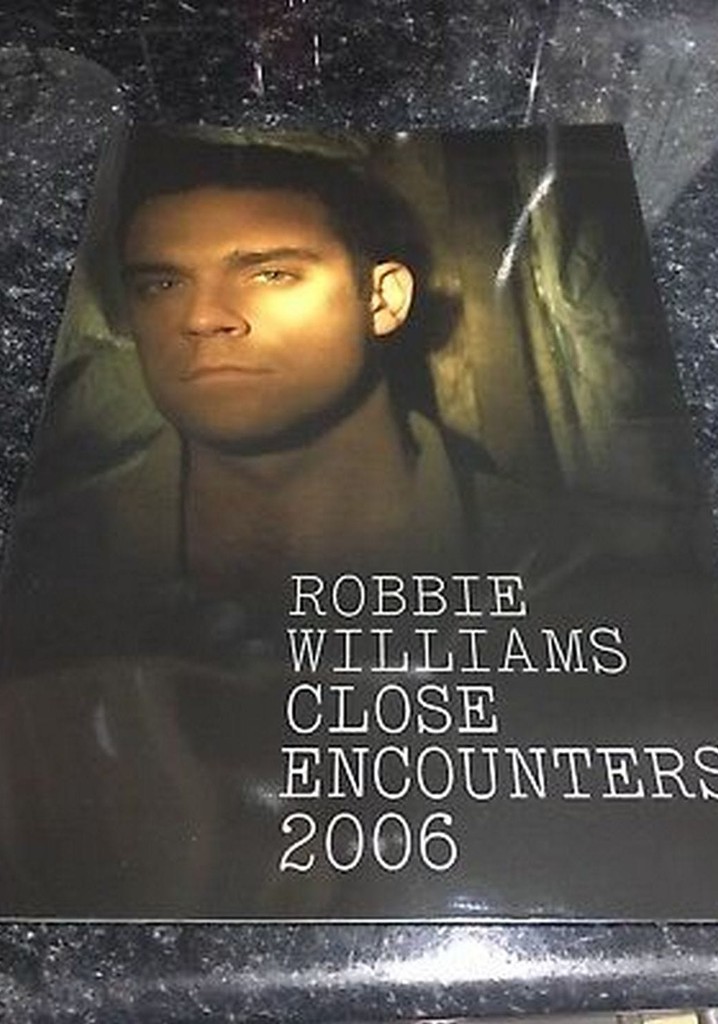 ROBBIE
WILLIAMS
CLOSE
ENCOUNTERS
2006